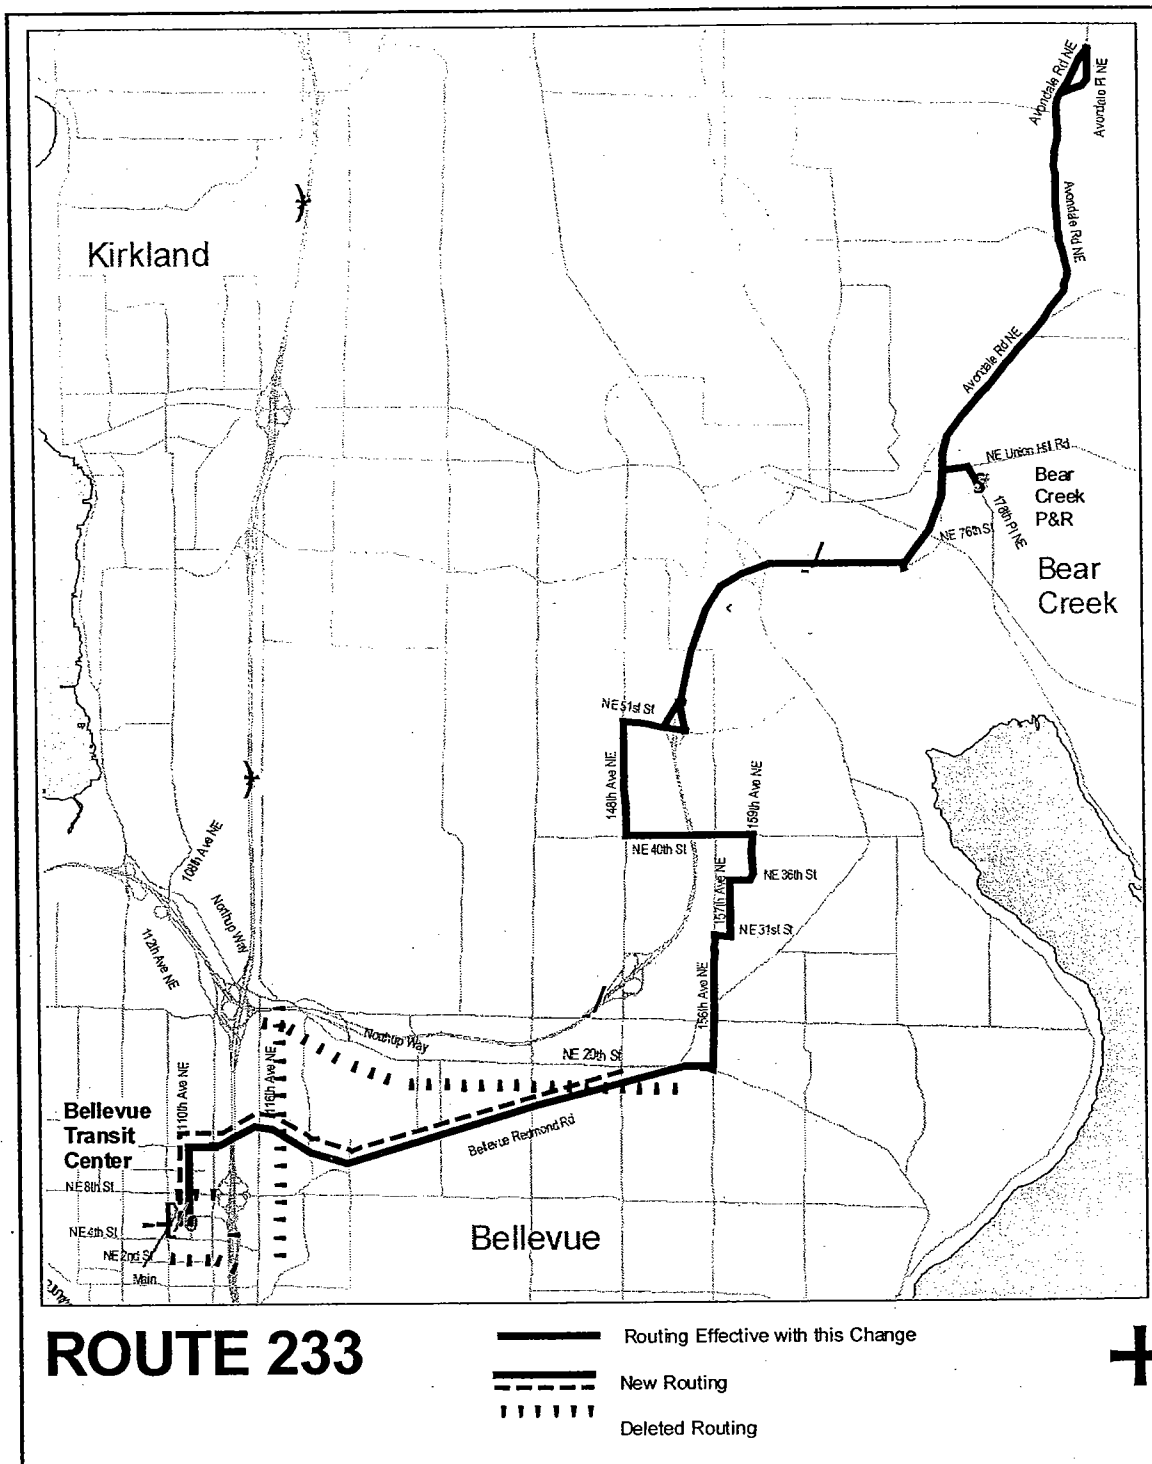 Avondale Rd NE
Avondale Pl NE
Avondale Rd NE
Kirkland
Avondale Rd NE
NE Union Hill Rd
Bear
Creek
P&R
178th Pl NE
NE 76th St
Bear
Creek
NE 51st St
148th Ave NE
159th Ave NE
108th Ave NE
NE 40th St
157th Ave NE
NE 36th St
Northup Way
NE 31st St
112th Ave NE
156th Ave NE
Northup Way
NE 20th St
110th Ave NE
116th Ave NE
Bellevue
Transit
Center
Bellevue Redmond Rd
NE 8th St
NE 4th St
Bellevue
NE 2nd St
Main
ROUTE 233
Routing Effective with this Change
New Routing
Deleted Routing